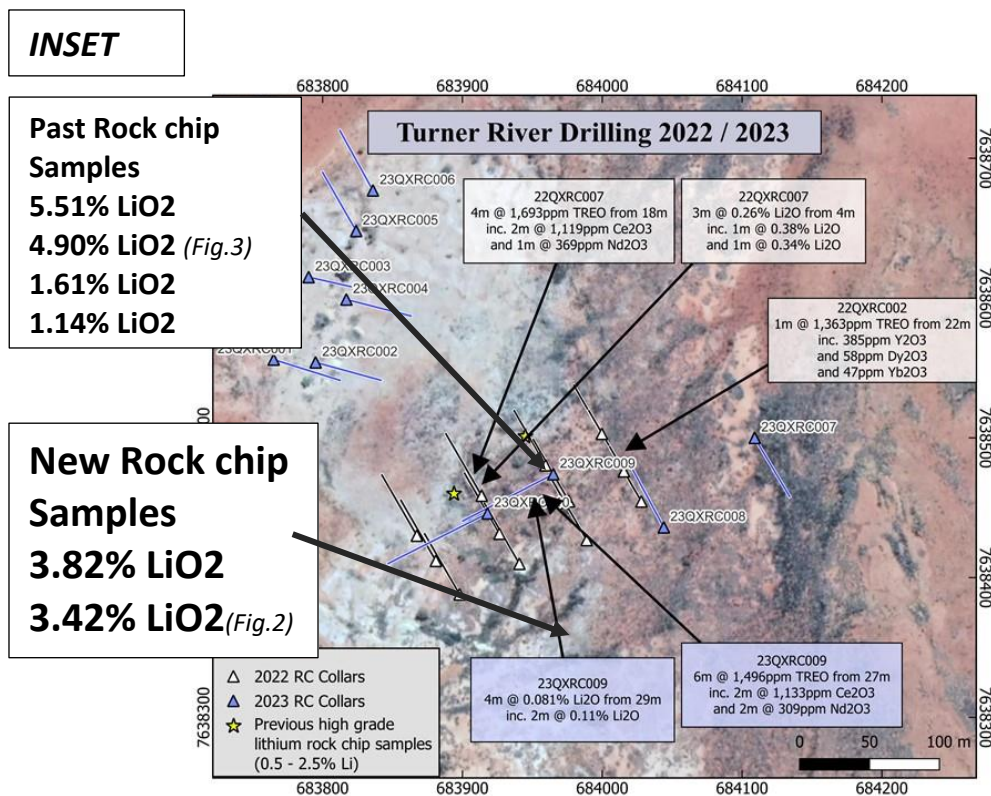 INSET
683800 683900 684000 684100 684200
Past Rock chip
Samples
5.51% LiO2
4.90% LiO2 (Fig.3)
1.61% LiO2
1.14% LiO2
Turner River Drilling 2022 / 2023
7638700
23QXRC006
23QXRC005
23QXRC003
23QXRC004
23QXRC001
23QXRC002
22QXRC007
4m @ 1,693ppm TREO from 18m
inc. 2m @ 1,119ppm Ce2O3
and 1m @ 369ppm Nd2O3
22QXRC007
3m @ 0.26% Li2O from 4m
inc. 1m @ 0.38% Li2O
and 1m @ 0.34% Li2O
7638600
22QXRC002
1m @ 1,363ppm TREO from 22m
inc. 385ppm Y2O3
and 58ppm Dy2O3
and 47ppm Yb2O3
7638500
23QXRC007
23QXRC009
23QXRC008
New Rock chip
Samples
3.82% LiO2
3.42% LiO2 (Fig.2)
7638400
23QXRC009
4m @ 0.081% Li2O from 29m
inc. 2m @ 0.11% Li2O
23QXRC009
6m @ 1,496ppm TREO from 27m
inc. 2m @ 1,133ppm Ce2O3
and 2m @ 309ppm Nd2O3
2022 RC Collars
2023 RC Collars
Previous high grade
lithium rock chip samples
(0.5 - 2.5% Li)
7638300
7638300
0 50 100 m
683800 683900 684000 684100 684200